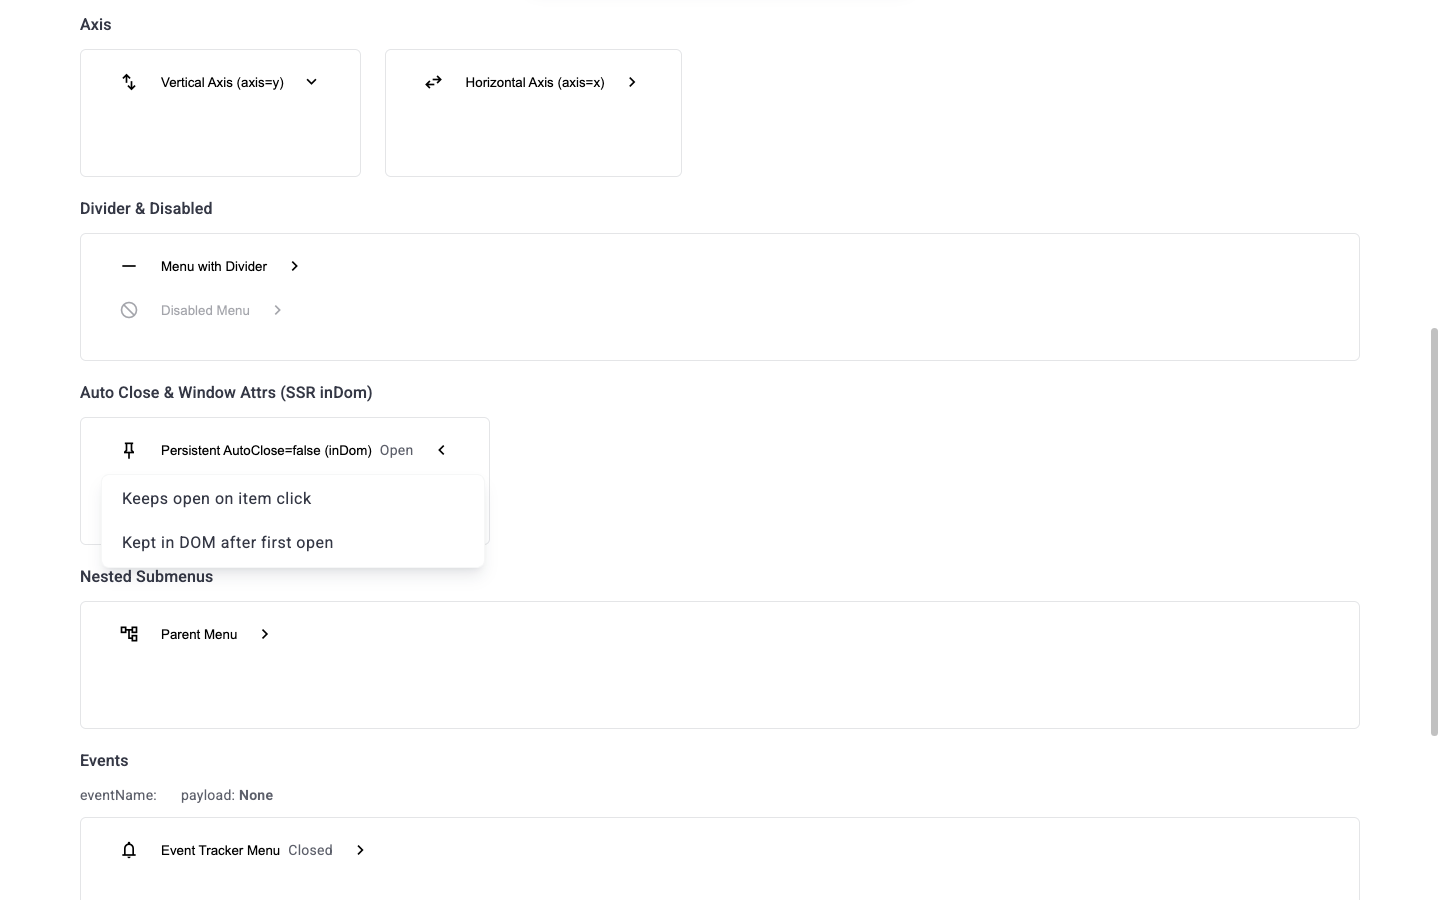 Axis
Vertical Axis (axis=y)
Horizontal Axis (axis=x)
Divider & Disabled
Menu with Divider
Disabled Menu
Auto Close & Window Attrs (SSR inDom)
Persistent AutoClose=false (inDom) Open
Keeps open on item click
Kept in DOM after first open
Nested Submenus
Parent Menu
Events
eventName: payload: None
Event Tracker Menu Closed